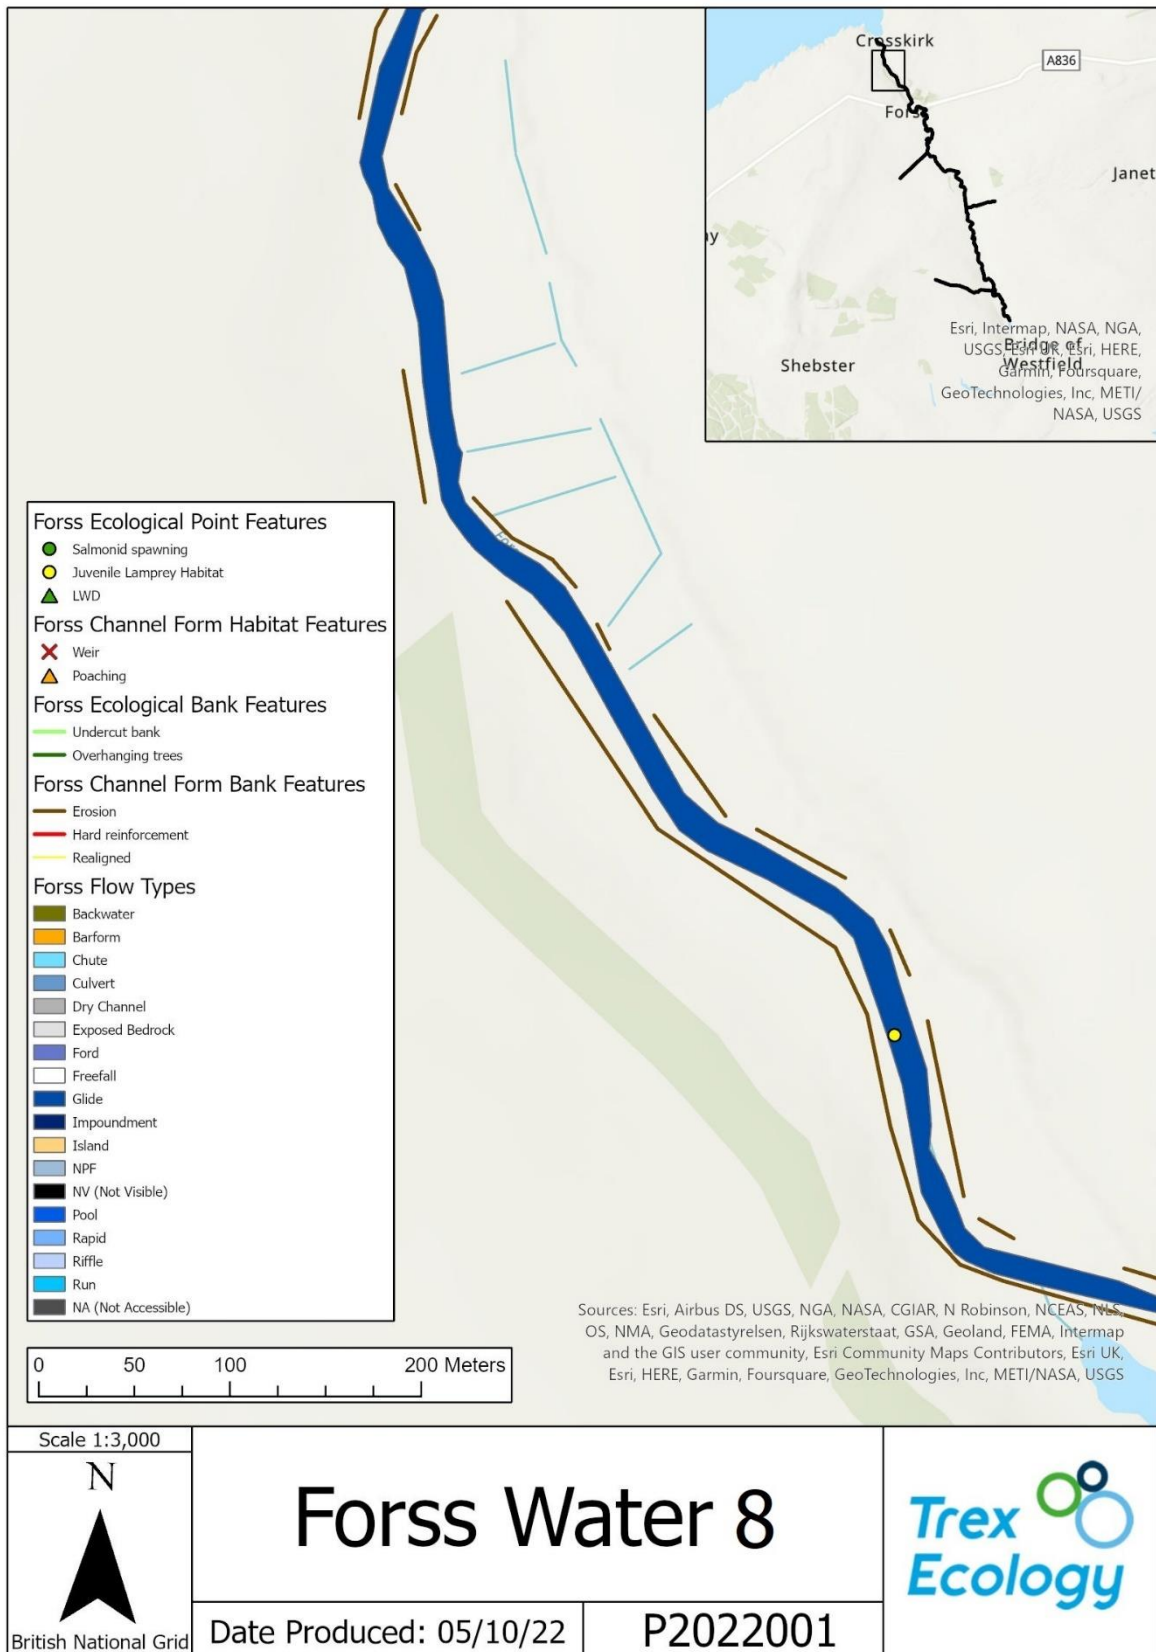 Crosskirk
A836
Forss
Janet
ay
Shebster
Bridge of
Westfield
Esri, Intermap, NASA, NGA,
USGS, Esri UK, Esri, HERE,
Garmin, Foursquare,
GeoTechnologies, Inc, METI/
NASA, USGS
Forss Ecological Point Features
Salmonid spawning
Juvenile Lamprey Habitat
LWD
Forss Channel Form Habitat Features
Weir
Poaching
Forss Ecological Bank Features
Undercut bank
Overhanging trees
Forss Channel Form Bank Features
Erosion
Hard reinforcement
Realigned
Forss Flow Types
Backwater
Barform
Chute
Culvert
Dry Channel
Exposed Bedrock
Ford
Freefall
Glide
Impoundment
Island
NPF
NV (Not Visible)
Pool
Rapid
Riffle
Run
NA (Not Accessible)
Sources: Esri, Airbus DS, USGS, NGA, NASA, CGIAR, N Robinson, NCEAS, NLS,
OS, NMA, Geodatastyrelsen, Rijkswaterstaat, GSA, Geoland, FEMA, Intermap
and the GIS user community, Esri Community Maps Contributors, Esri UK,
Esri, HERE, Garmin, Foursquare, GeoTechnologies, Inc, METI/NASA, USGS
0 50 100 200 Meters
Scale 1:3,000
N
British National Grid
Forss Water 8
Date Produced: 05/10/22
P2022001
Trex
Ecology